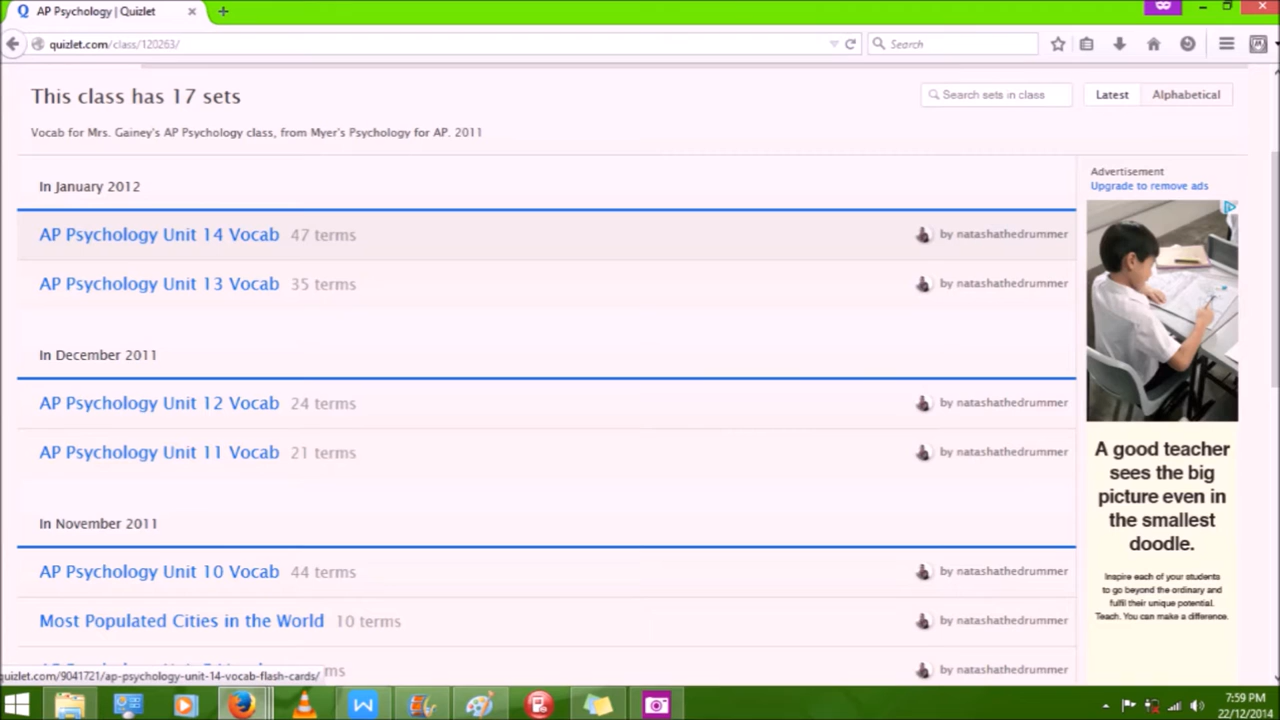 AP Psychology | Quizlet
quizlet.com/class/120263/
Search
This class has 17 sets
Search sets in class
Latest
Alphabetical
Vocab for Mrs. Gainey's AP Psychology class, from Myer's Psychology for AP. 2011
Advertisement
Upgrade to remove ads
In January 2012
AP Psychology Unit 14 Vocab 47 terms by natashathedrummer
AP Psychology Unit 13 Vocab 35 terms by natashathedrummer
In December 2011
AP Psychology Unit 12 Vocab 24 terms by natashathedrummer
AP Psychology Unit 11 Vocab 21 terms by natashathedrummer
In November 2011
AP Psychology Unit 10 Vocab 44 terms by natashathedrummer
Most Populated Cities in the World 10 terms by natashathedrummer
by natashathedrummer
A good teacher
sees the big
picture even in
the smallest
doodle.
Inspire each of your students
to go beyond the ordinary and
fulfil their unique potential.
Teach. You can make a difference.
quizlet.com/9041721/ap-psychology-unit-14-vocab-flash-cards/
7:59 PM
22/12/2014